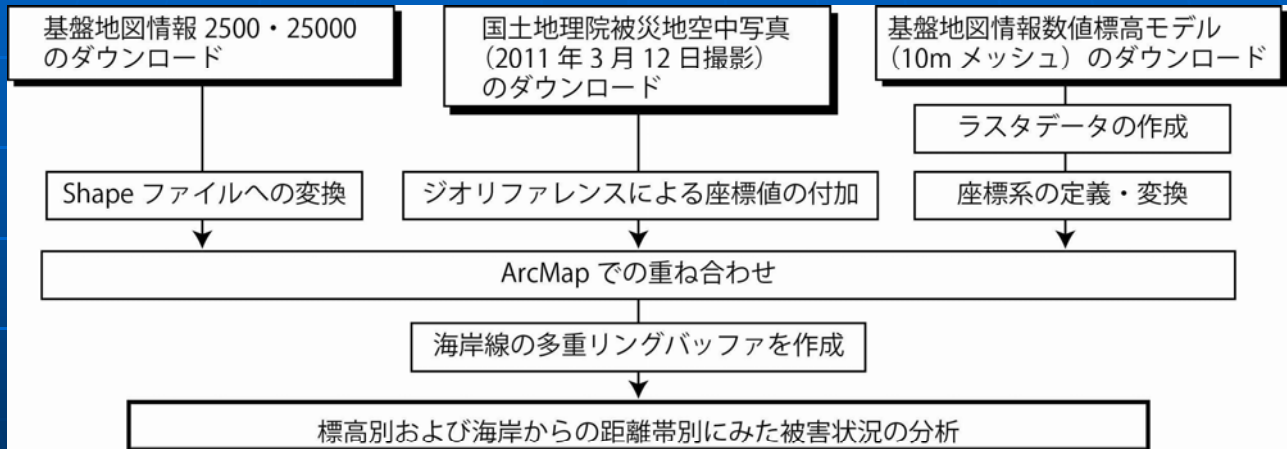 基盤地図情報 2500・25000
のダウンロード
国土地理院被災地空中写真
（2011 年 3 月 12 日撮影）
のダウンロード
基盤地図情報数値標高モデル
（10m メッシュ）のダウンロード
ラスタデータの作成
Shape ファイルへの変換
ジオリファレンスによる座標値の付加
座標系の定義・変換
ArcMap での重ね合わせ
海岸線の多重リングバッファを作成
標高別および海岸からの距離帯別にみた被害状況の分析